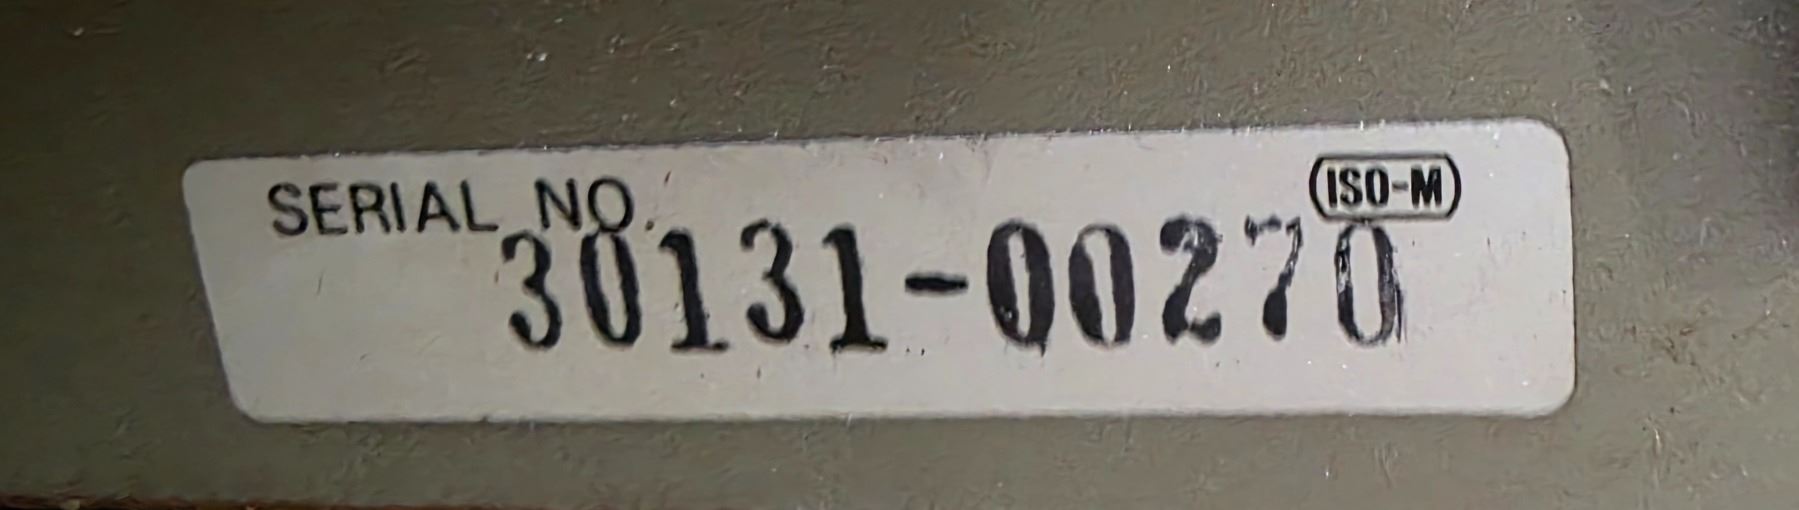 SERIAL NO.
ISO-M
30131-00270